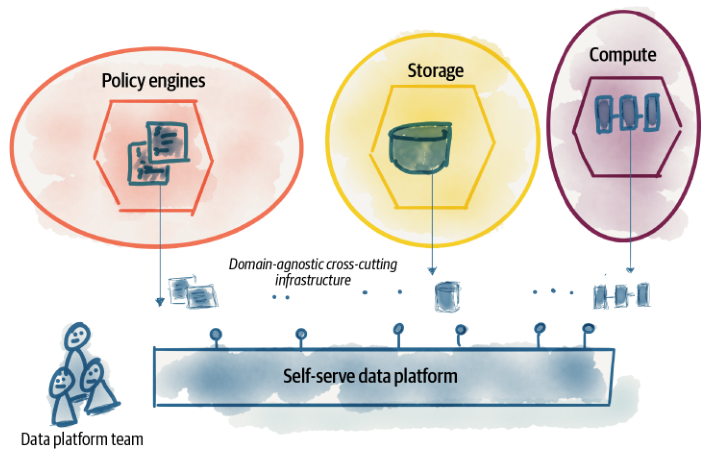 Policy engines
Storage
Compute
Domain-agnostic cross-cutting
infrastructure
Self-serve data platform
Data platform team